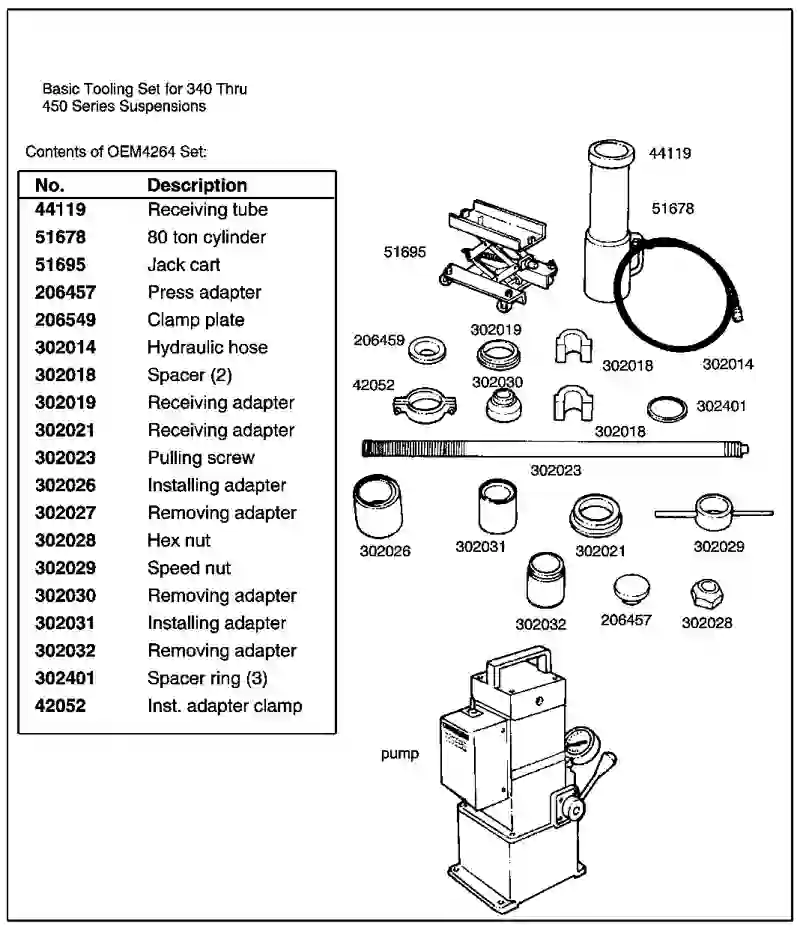 Basic Tooling Set for 340 Thru
450 Series Suspensions
Contents of OEM4264 Set:
No. Description
44119 Receiving tube
51678 80 ton cylinder
51695 Jack cart
206457 Press adapter
206549 Clamp plate
302014 Hydraulic hose
302018 Spacer (2)
302019 Receiving adapter
302021 Receiving adapter
302023 Pulling screw
302026 Installing adapter
302027 Removing adapter
302028 Hex nut
302029 Speed nut
302030 Removing adapter
302031 Installing adapter
302032 Removing adapter
302401 Spacer ring (3)
42052 Inst. adapter clamp
44119
51678
51695
302014
206459
302019
302018
42052
302030
302018
302401
302023
302026
302031
302021
302029
302032
206457
302028
pump